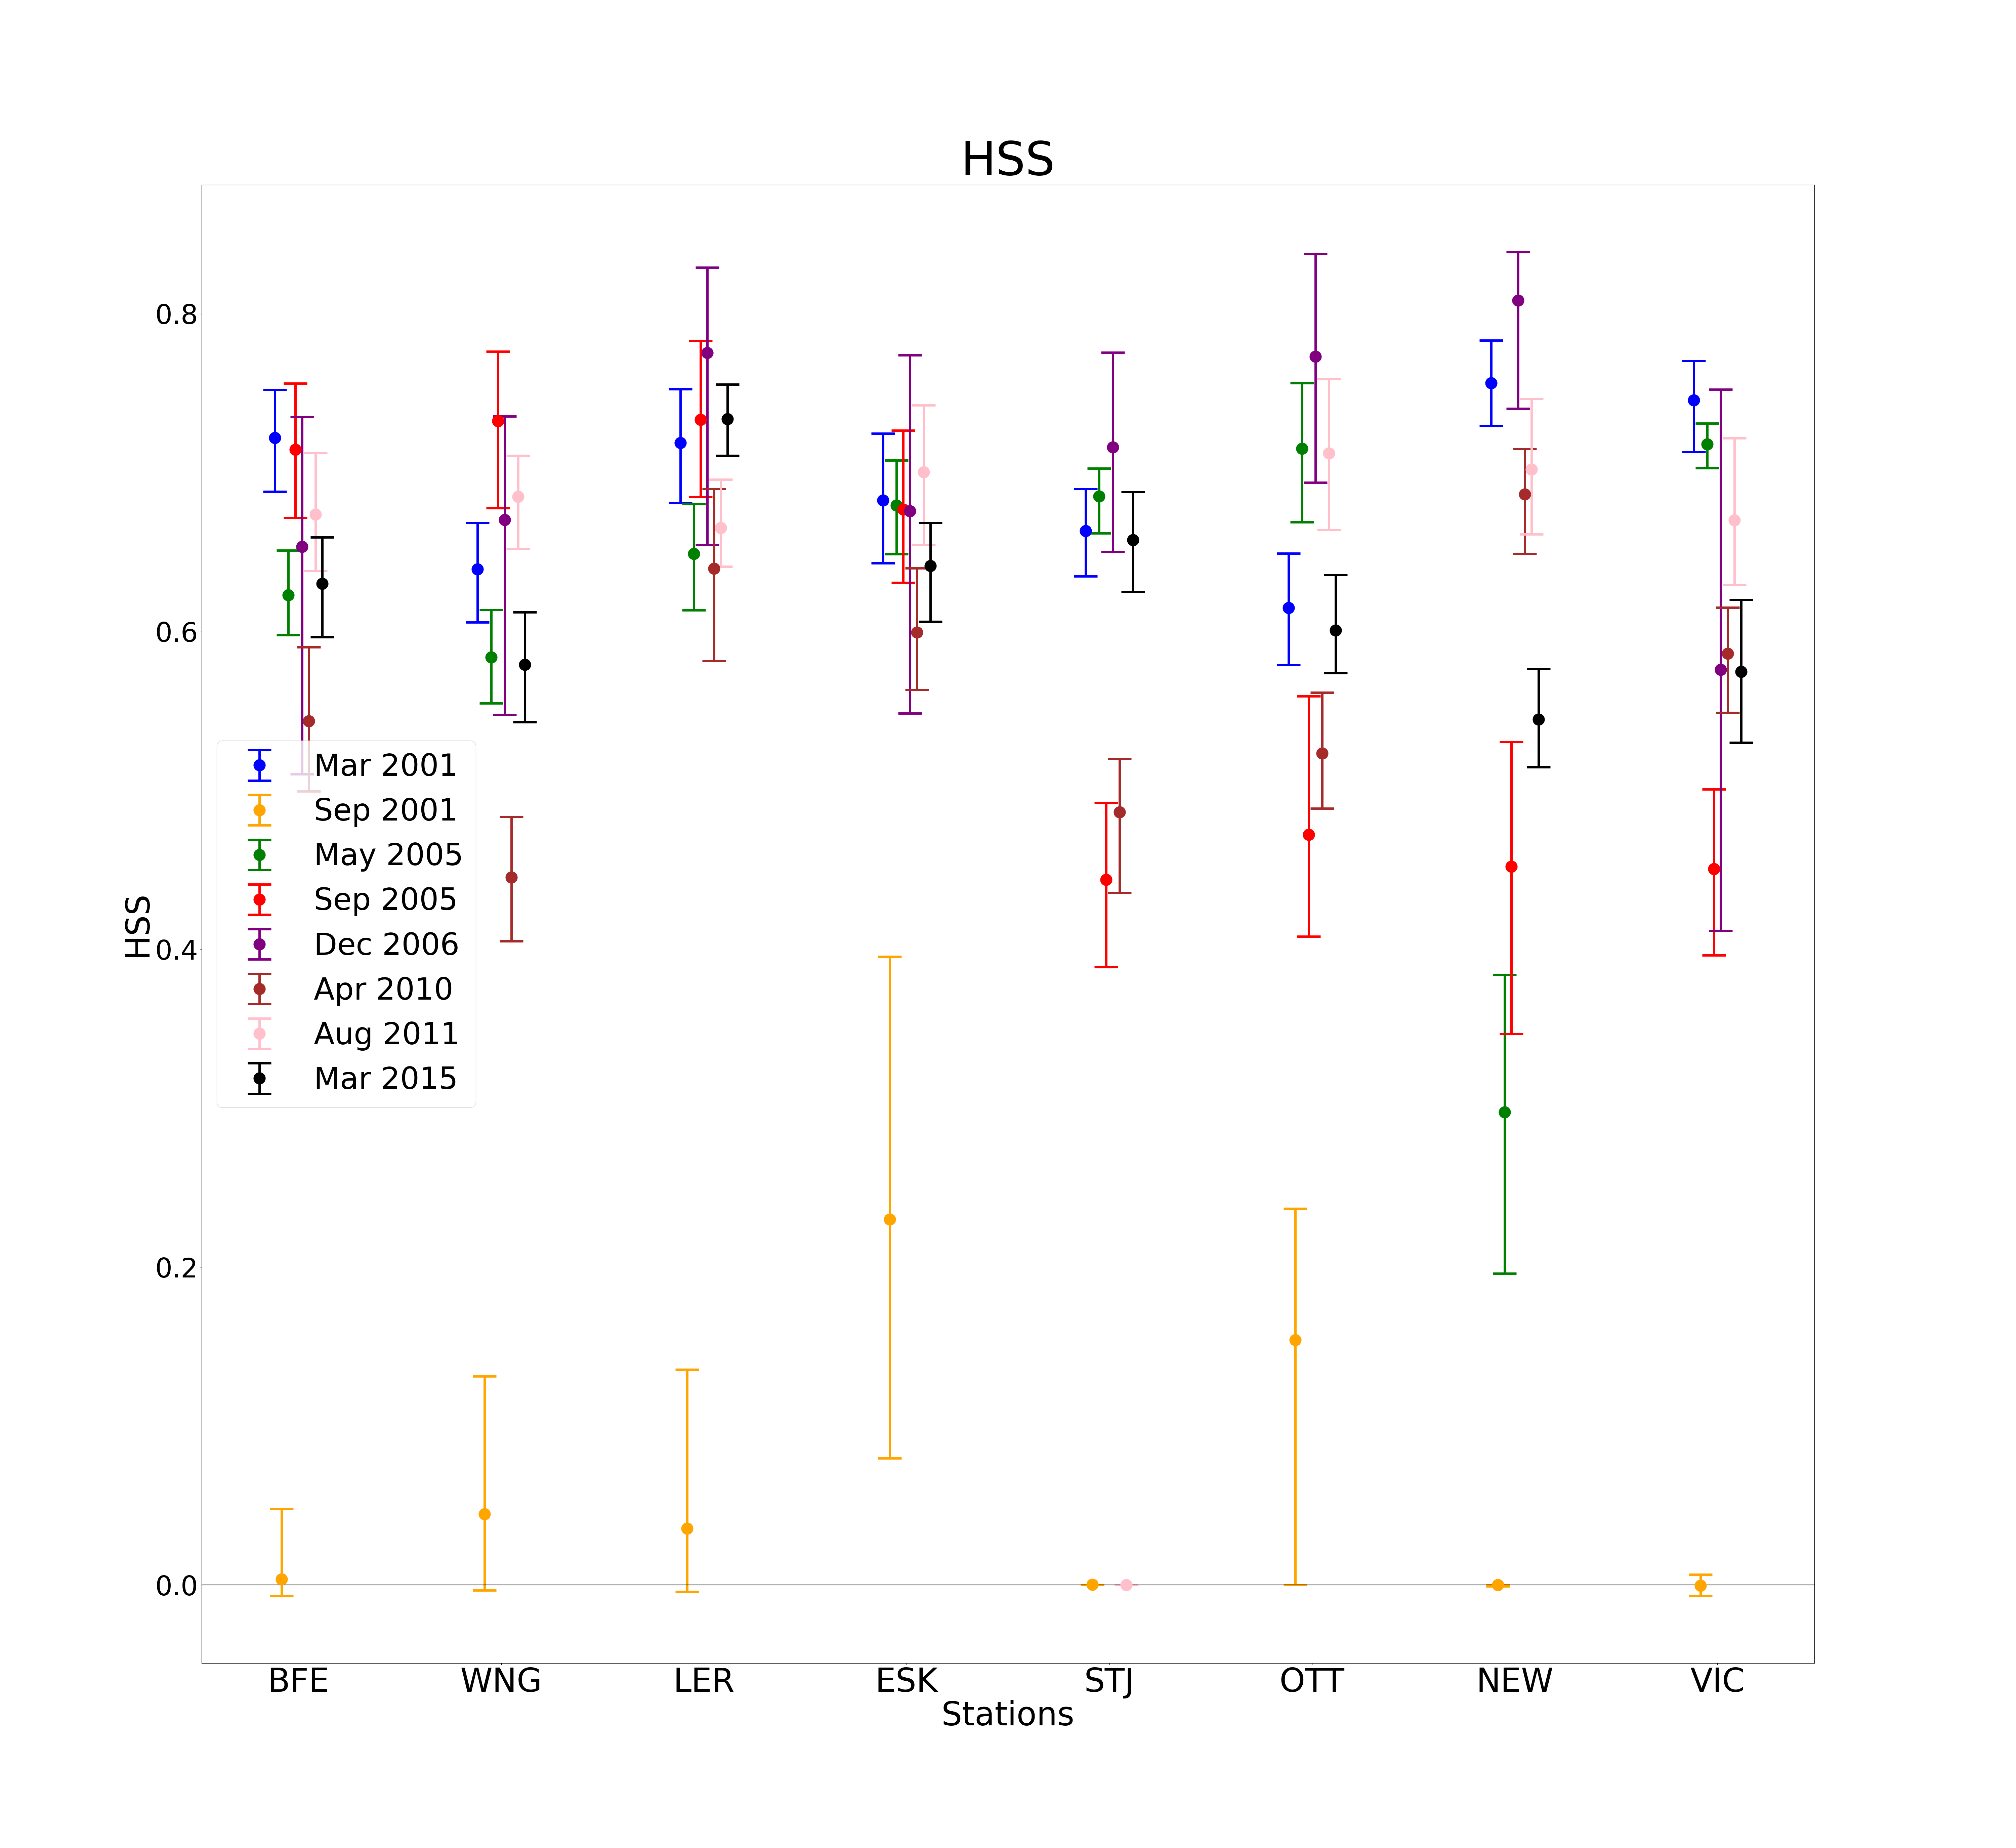 HSS
0.8
0.6
0.4
0.2
0.0
HSS
Mar 2001
Sep 2001
May 2005
Sep 2005
Dec 2006
Apr 2010
Aug 2011
Mar 2015
BFE WNG LER ESK STJ OTT NEW VIC
Stations